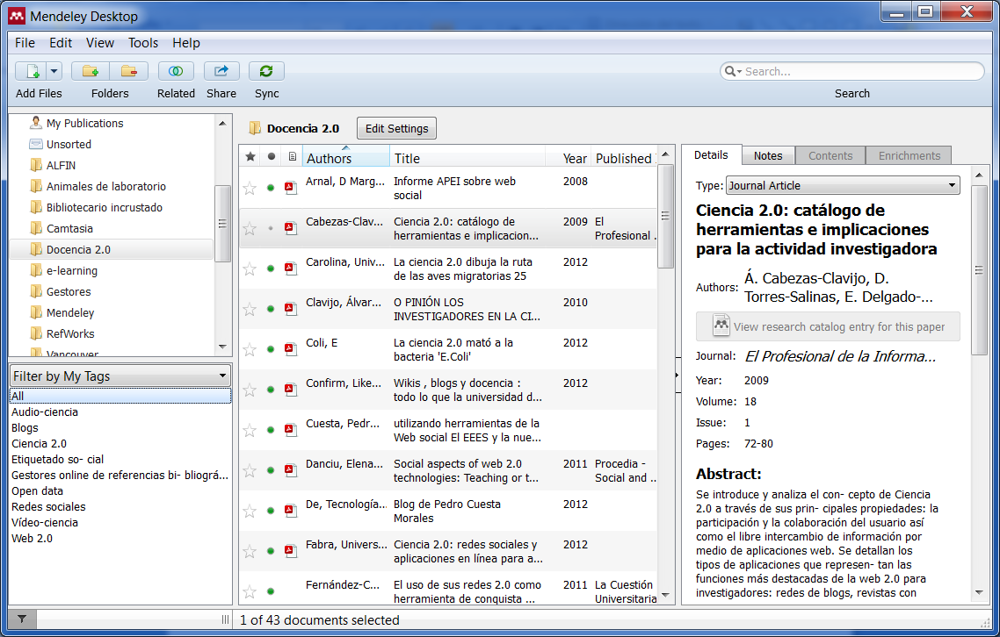 Mendeley Desktop
File Edit View Tools Help
Search...
Add Files Folders Related Share Sync Search
My Publications
Unsorted
ALFIN
Animales de laboratorio
Bibliotecario incrustado
Camtasia
Docencia 2.0
e-learning
Gestores
Mendeley
RefWorks
Vancouver
Filter by My Tags
All
Audio-ciencia
Blogs
Ciencia 2.0
Etiquetado so- cial
Gestores online de referencias bi- bliográ...
Open data
Redes sociales
Vídeo-ciencia
Web 2.0
Docencia 2.0 Edit Settings
Authors Title Year Published
Arnal, D Marg... Informe APEI sobre web 2008
social
Cabezas-Clav... Ciencia 2.0: catálogo de 2009 El
herramientas e implicacion... Profesional .
Carolina, Univ... La ciencia 2.0 dibuja la ruta 2012
de las aves migratorias 25
Clavijo, Álvar... O PINIÓN LOS 2010
INVESTIGADORES EN LA CI...
Coli, E La ciencia 2.0 mató a la 2012
bacteria 'E.Coli'
Confirm, Like... Wikis , blogs y docencia : 2012
todo lo que la universidad d...
Cuesta, Pedr... utilizando herramientas de la
Web social El EEES y la nue...
Danciu, Elena... Social aspects of web 2.0 2011 Procedia -
technologies: Teaching or t... Social and ..
De, Tecnología... Blog de Pedro Cuesta 2012
Morales
Fabra, Univers... Ciencia 2.0: redes sociales y 2012
aplicaciones en línea para a...
Fernández-C... El uso de sus redes 2.0 como 2011 La Cuestión
herramienta de conquista ... Universitaria
Details Notes Contents Enrichments
Type: Journal Article
Ciencia 2.0: catálogo de
herramientas e implicaciones
para la actividad investigadora
Authors: Á. Cabezas-Clavijo, D.
Torres-Salinas, E. Delgado-...
View research catalog entry for this paper
Journal: El Profesional de la Informa...
Year: 2009
Volume: 18
Issue: 1
Pages: 72-80
Abstract:
Se introduce y analiza el con- cepto de Ciencia
2.0 a través de sus prin- cipales propiedades: la
participación y la colaboración del usuario así
como el libre intercambio de información por
medio de aplicaciones web. Se detallan los
tipos de aplicaciones que represen- tan las
funciones más destacadas de la web 2.0 para
investigadores: redes de blogs, revistas con
1 of 43 documents selected